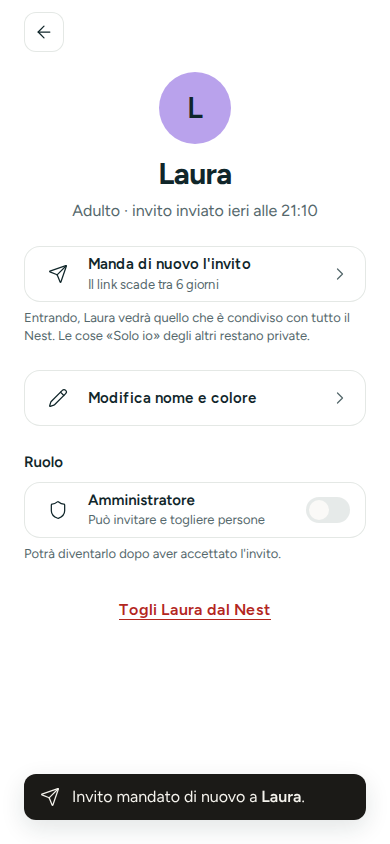 L
Laura
Adulto · invito inviato ieri alle 21:10
Manda di nuovo l'invito
Il link scade tra 6 giorni
Entrando, Laura vedrà quello che è condiviso con tutto il
Nest. Le cose «Solo io» degli altri restano private.
Modifica nome e colore
Ruolo
Amministratore
Può invitare e togliere persone
Potrà diventarlo dopo aver accettato l'invito.
Togli Laura dal Nest
Invito mandato di nuovo a Laura.